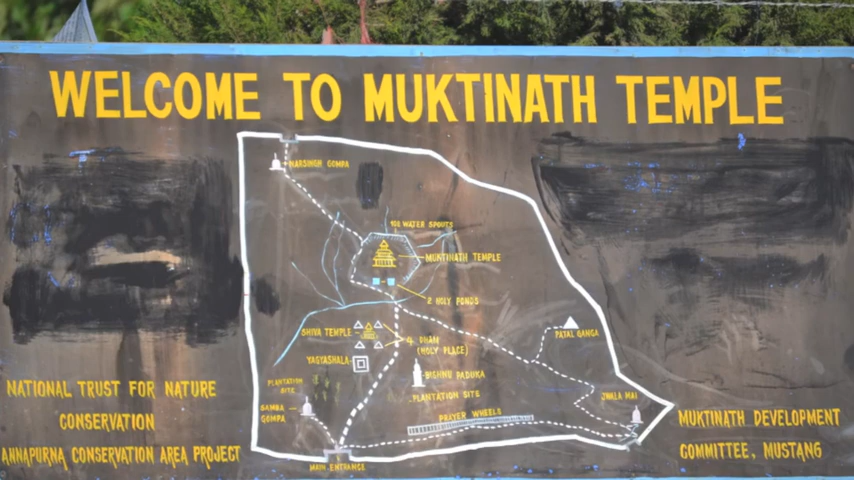 WELCOME TO MUKTINATH TEMPLE
NARSINGH GOMPA
108 WATER SPOUTS
MUKTINATH TEMPLE
2 HOLY PONDS
SHIVA TEMPLE
4 DHAM
(HOLY PLACE)
PATAL GANGA
YAGYASHALA
BISHNU PADUKA
PLANTATION
SITE
PLANTATION SITE
JWALA MAI
SAMBA
GOMPA
PRAYER WHEELS
MAIN ENTRANCE
NATIONAL TRUST FOR NATURE
CONSERVATION
ANNAPURNA CONSERVATION AREA PROJECT
MUKTINATH DEVELOPMENT
COMMITTEE, MUSTANG